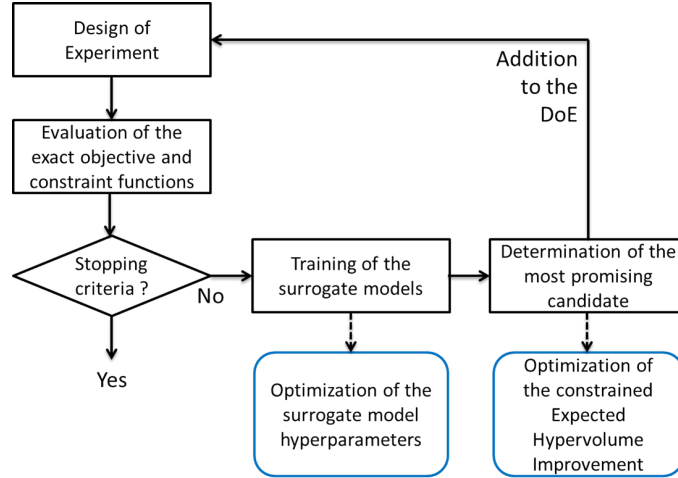 Design of
Experiment
Addition
to the
DoE
Evaluation of the
exact objective and
constraint functions
Stopping
criteria ?
No
Yes
Training of the
surrogate models
Determination of the
most promising
candidate
Optimization of the
surrogate model
hyperparameters
Optimization of
the constrained
Expected
Hypervolume
Improvement